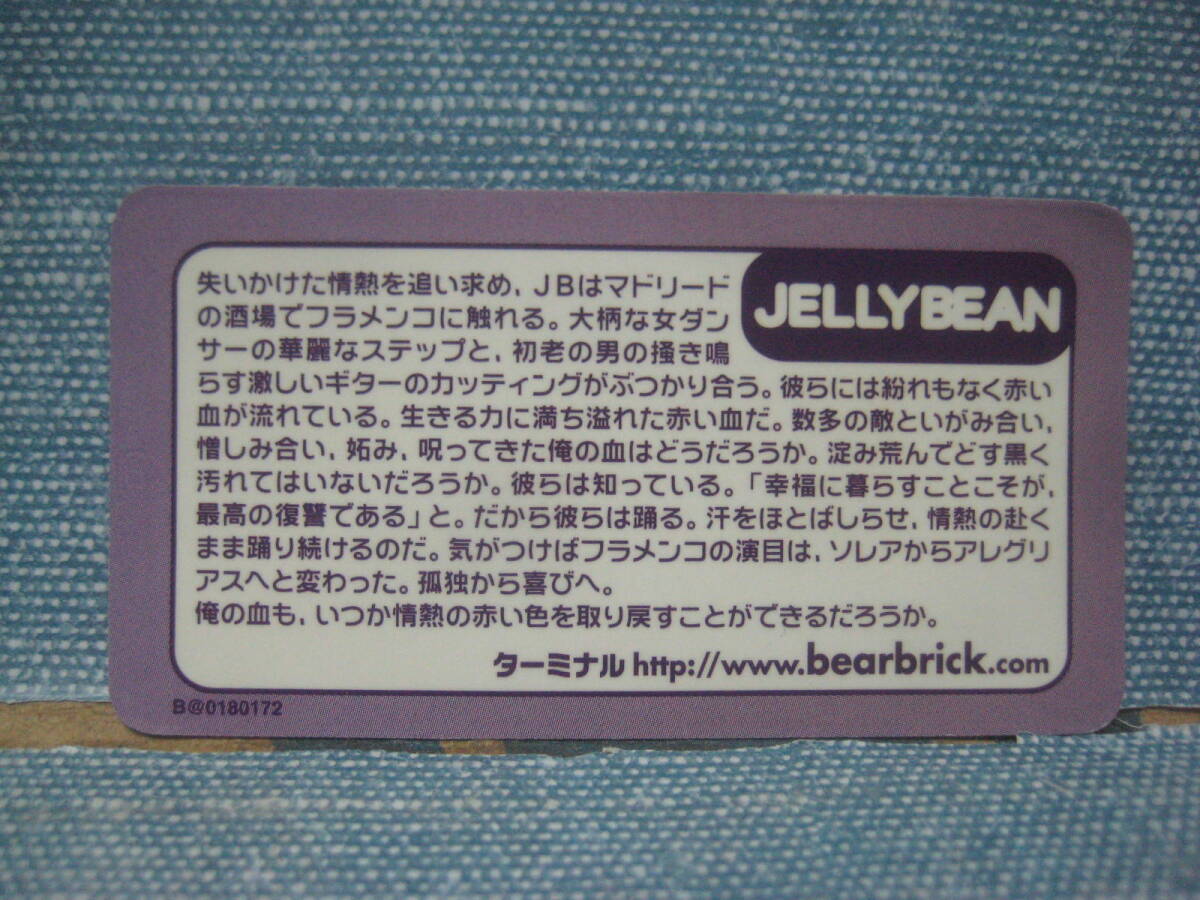 失いかけた情熱を追い求め，ＪＢはマドリード
の酒場でフラメンコに触れる。大柄な女ダン
サーの華麗なステップと，初老の男の掻き鳴
らす激しいギターのカッティングがぶつかり合う。彼らには紛れもなく赤い
血が流れている。生きる力に満ち溢れた赤い血だ。数多の敵といがみ合い，
憎しみ合い，妬み，呪ってきた俺の血はどうだろうか。淀み荒んでどす黒く
汚れてはいないだろうか。彼らは知っている。「幸福に暮らすことこそが，
最高の復讐である」と。だから彼らは踊る。汗をほとばしらせ，情熱の赴く
まま踊り続けるのだ。気がつけばフラメンコの演目は，ソレアからアレグリ
アスへと変わった。孤独から喜びへ。
俺の血も，いつか情熱の赤い色を取り戻すことができるだろうか。
JELLYBEAN
ターミナル http://www.bearbrick.com
B@0180172